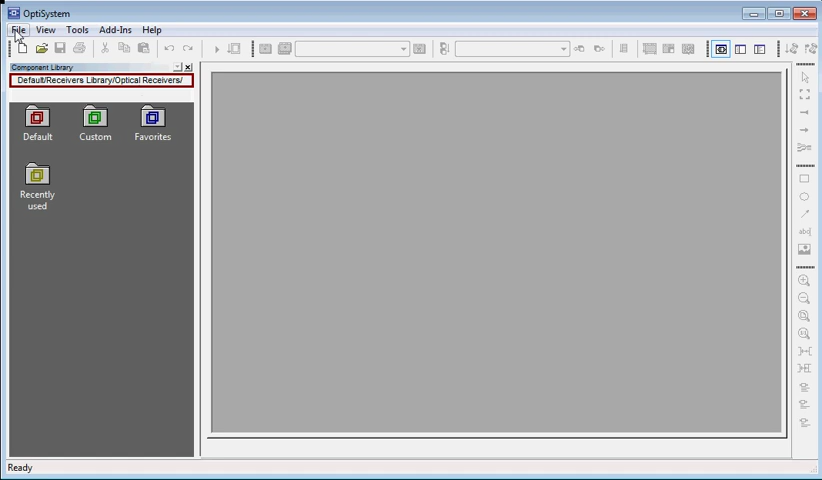 OptiSystem
File View Tools Add-Ins Help
Component Library
Default/Receivers Library/Optical Receivers/
Default Custom Favorites
Recently
used
abc
Ready